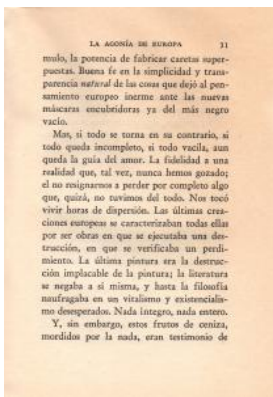 LA AGONÍA DE EUROPA 31
mulo, la potencia de fabricar caretas super-
puestas. Buena fe en la simplicidad y trans-
parencia natural de las cosas que dejó al pen-
samiento europeo inerme ante las nuevas
máscaras encubridoras ya del más negro
vacío.
Mas, si todo se torna en su contrario, si
todo queda incompleto, si todo vacila, aun
queda la guía del amor. La fidelidad a una
realidad que, tal vez, nunca hemos gozado;
el no resignarnos a perder por completo algo
que, quizá, no tuvimos del todo. Nos tocó
vivir horas de dispersión. Las últimas crea-
ciones europeas se caracterizaban todas ellas
por ser obras en que se ejecutaba una des-
trucción, en que se verificaba un perdi-
miento. La última pintura era la destruc-
ción implacable de la pintura; la literatura
se negaba a sí misma, y hasta la filosofía
naufragaba en un vitalismo y existencialis-
mo desesperados. Nada íntegro, nada entero.
Y, sin embargo, estos frutos de ceniza,
mordidos por la nada, eran testimonio de